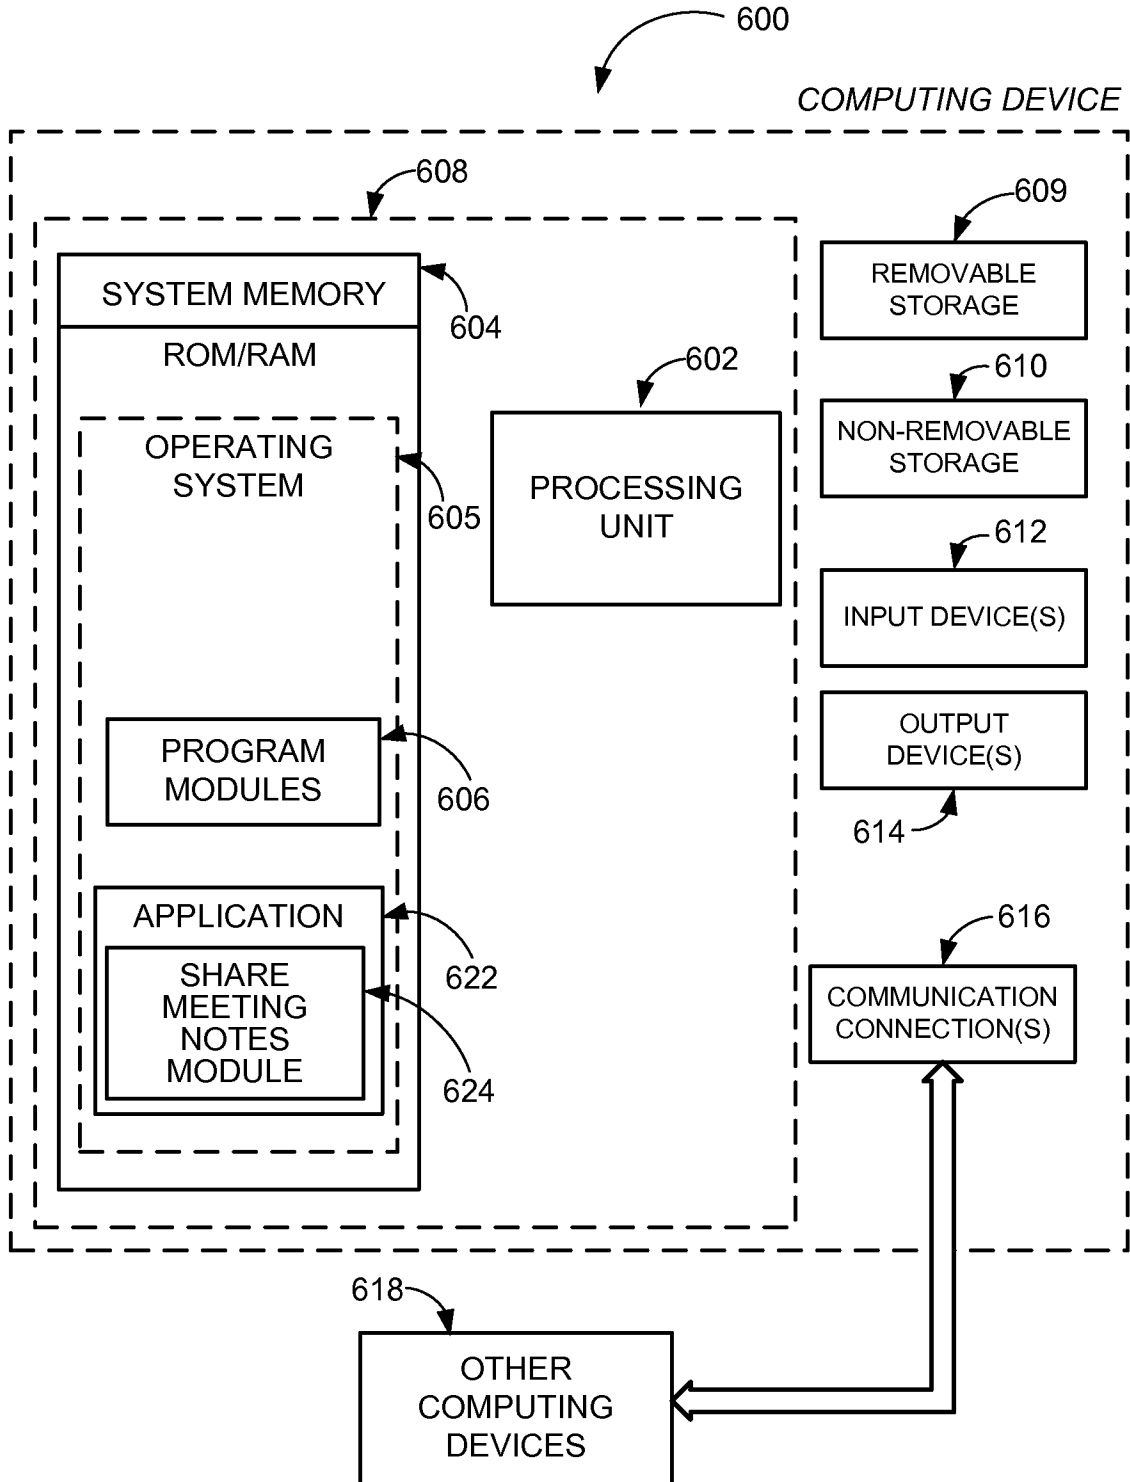 600
COMPUTING DEVICE
608
SYSTEM MEMORY
604
ROM/RAM
OPERATING
SYSTEM
605
PROGRAM
MODULES
606
APPLICATION
622
SHARE
MEETING
NOTES
MODULE
624
602
PROCESSING
UNIT
609
REMOVABLE
STORAGE
610
NON-REMOVABLE
STORAGE
612
INPUT DEVICE(S)
OUTPUT
DEVICE(S)
614
616
COMMUNICATION
CONNECTION(S)
618
OTHER
COMPUTING
DEVICES